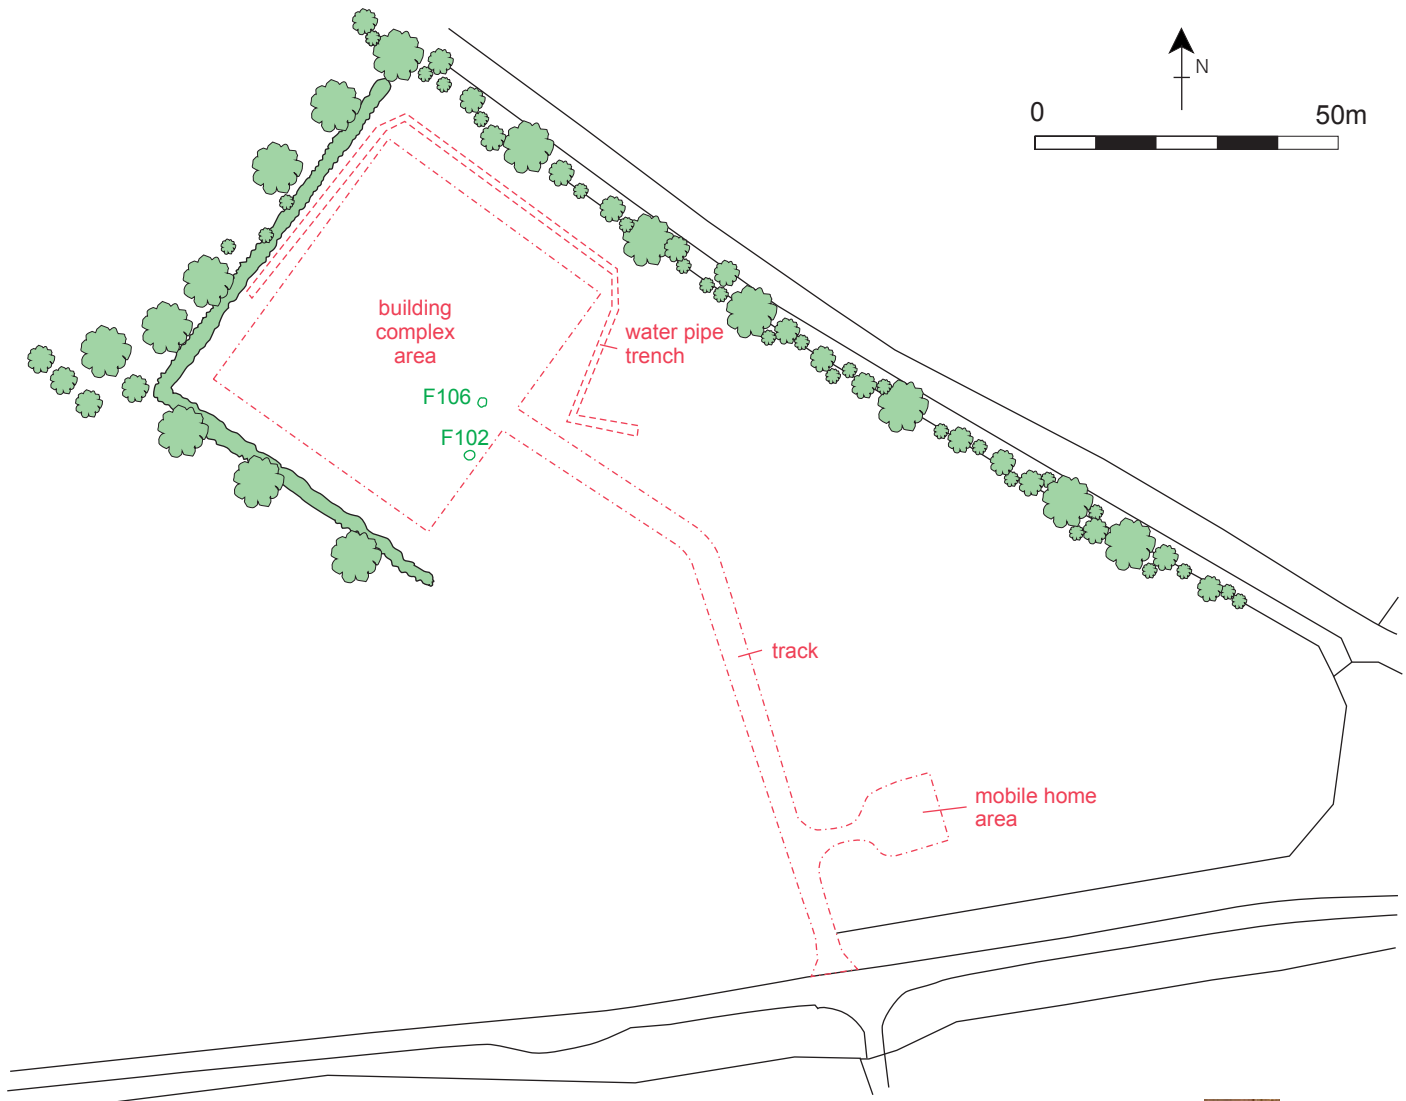 N
0 50m
building
complex
area
water pipe
trench
F106
F102
track
mobile home
area